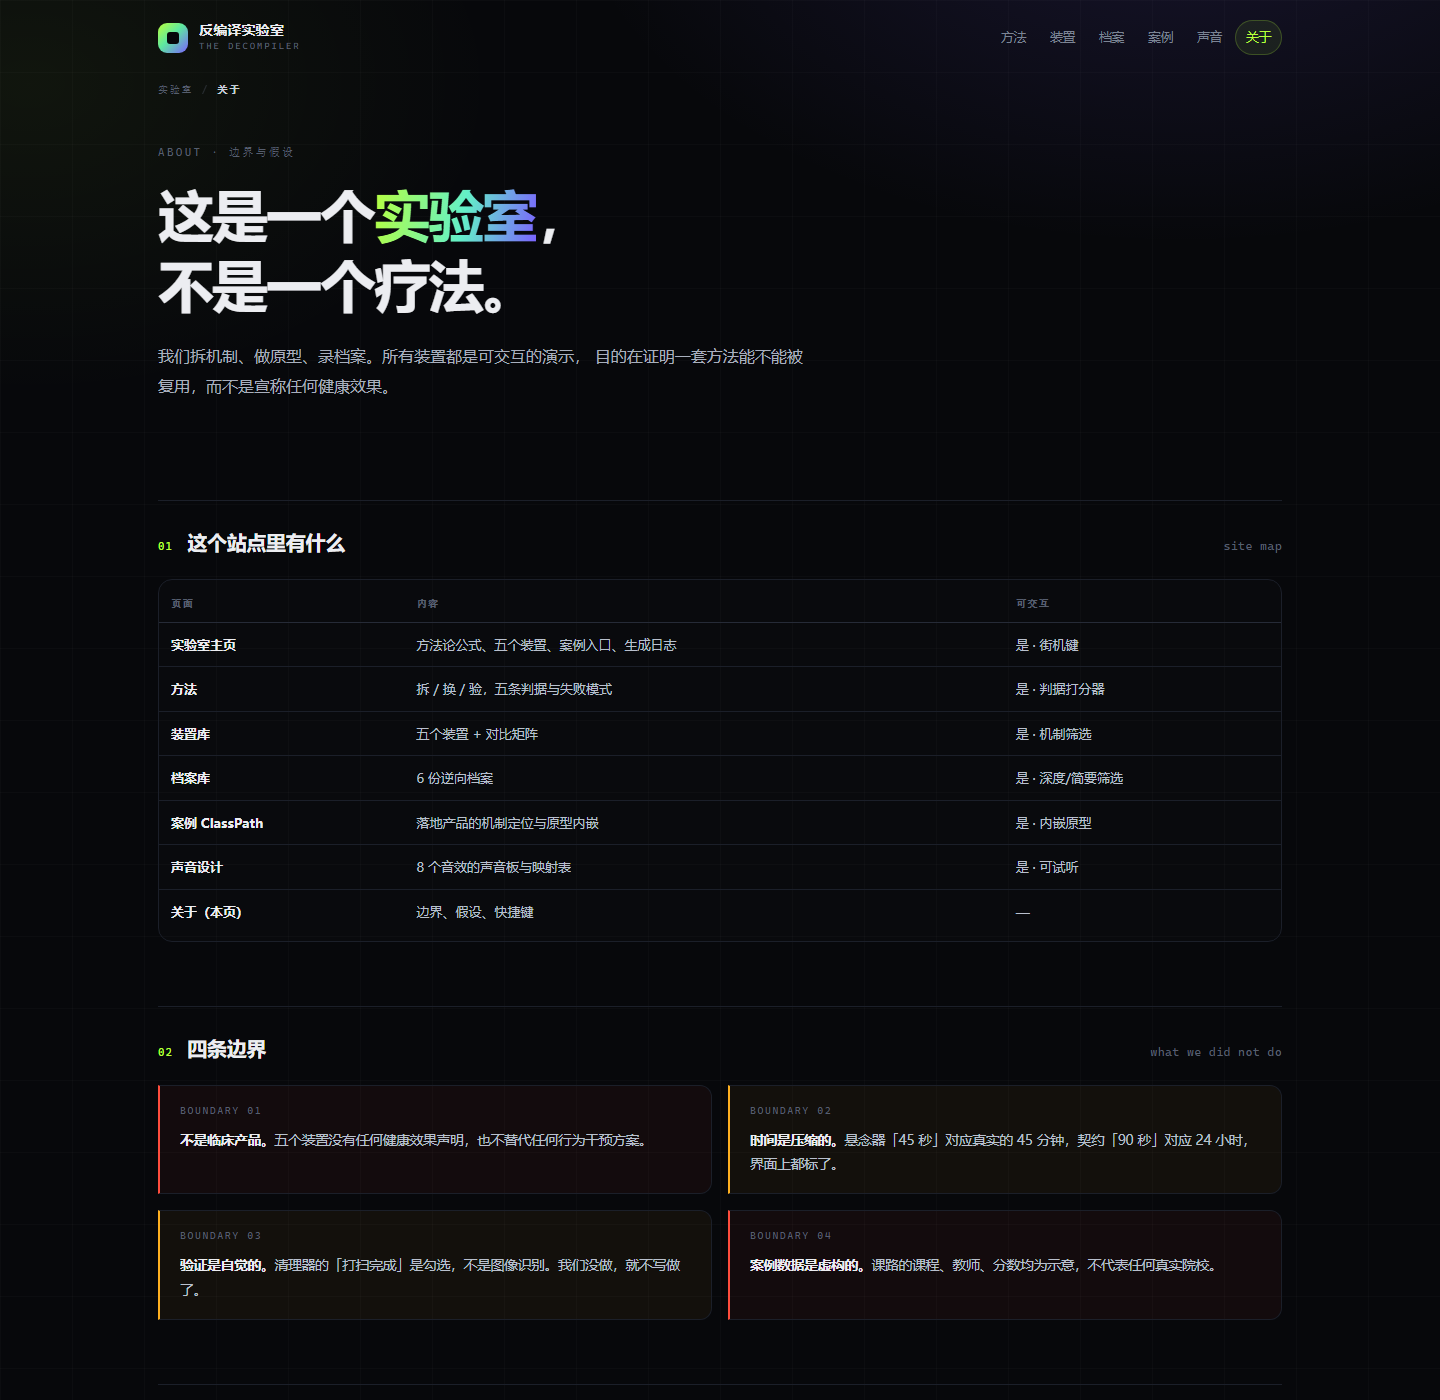 反编译实验室
THE DECOMPILER
方法 装置 档案 案例 声音 关于
实验室 / 关于
ABOUT · 边界与假设
这是一个实验室，
不是一个疗法。
我们拆机制、做原型、录档案。所有装置都是可交互的演示， 目的在证明一套方法能不能被
复用，而不是宣称任何健康效果。
01 这个站点里有什么 site map
页面 内容 可交互
实验室主页 方法论公式、五个装置、案例入口、生成日志 是 · 街机键
方法 拆 / 换 / 验，五条判据与失败模式 是 · 判据打分器
装置库 五个装置 + 对比矩阵 是 · 机制筛选
档案库 6 份逆向档案 是 · 深度/简要筛选
案例 ClassPath 落地产品的机制定位与原型内嵌 是 · 内嵌原型
声音设计 8 个音效的声音板与映射表 是 · 可试听
关于（本页） 边界、假设、快捷键 —
02 四条边界 what we did not do
BOUNDARY 01
不是临床产品。五个装置没有任何健康效果声明，也不替代任何行为干预方案。
BOUNDARY 02
时间是压缩的。悬念器「45 秒」对应真实的 45 分钟，契约「90 秒」对应 24 小时，
界面上都标了。
BOUNDARY 03
验证是自觉的。清理器的「打扫完成」是勾选，不是图像识别。我们没做，就不写做
了。
BOUNDARY 04
案例数据是虚构的。课路的课程、教师、分数均为示意，不代表任何真实院校。